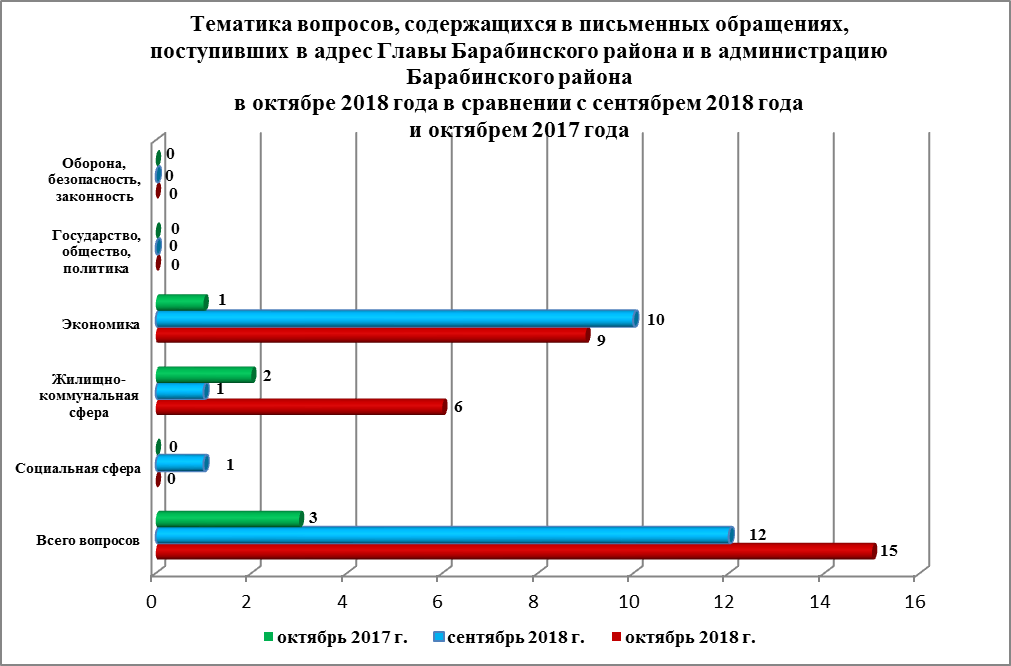 Тематика вопросов, содержащихся в письменных обращениях,
поступивших в адрес Главы Барабинского района и в администрацию
Барабинского района
в октябре 2018 года в сравнении с сентябрем 2018 года
и октябрем 2017 года
Оборона,
безопасность,
законность
0
0
0
Государство,
общество,
политика
0
0
0
Экономика
1
10
9
Жилищно-
коммунальная
сфера
2
1
6
Социальная сфера
0
1
0
Всего вопросов
3
12
15
0 2 4 6 8 10 12 14 16
октябрь 2017 г. сентябрь 2018 г. октябрь 2018 г.